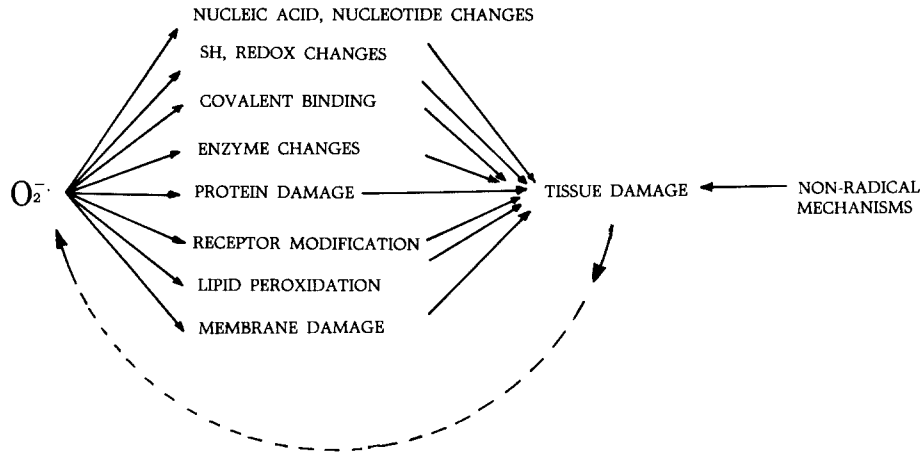 NUCLEIC ACID, NUCLEOTIDE CHANGES
SH, REDOX CHANGES
COVALENT BINDING
ENZYME CHANGES
O₂⁻·
PROTEIN DAMAGE
TISSUE DAMAGE
NON-RADICAL
MECHANISMS
RECEPTOR MODIFICATION
LIPID PEROXIDATION
MEMBRANE DAMAGE